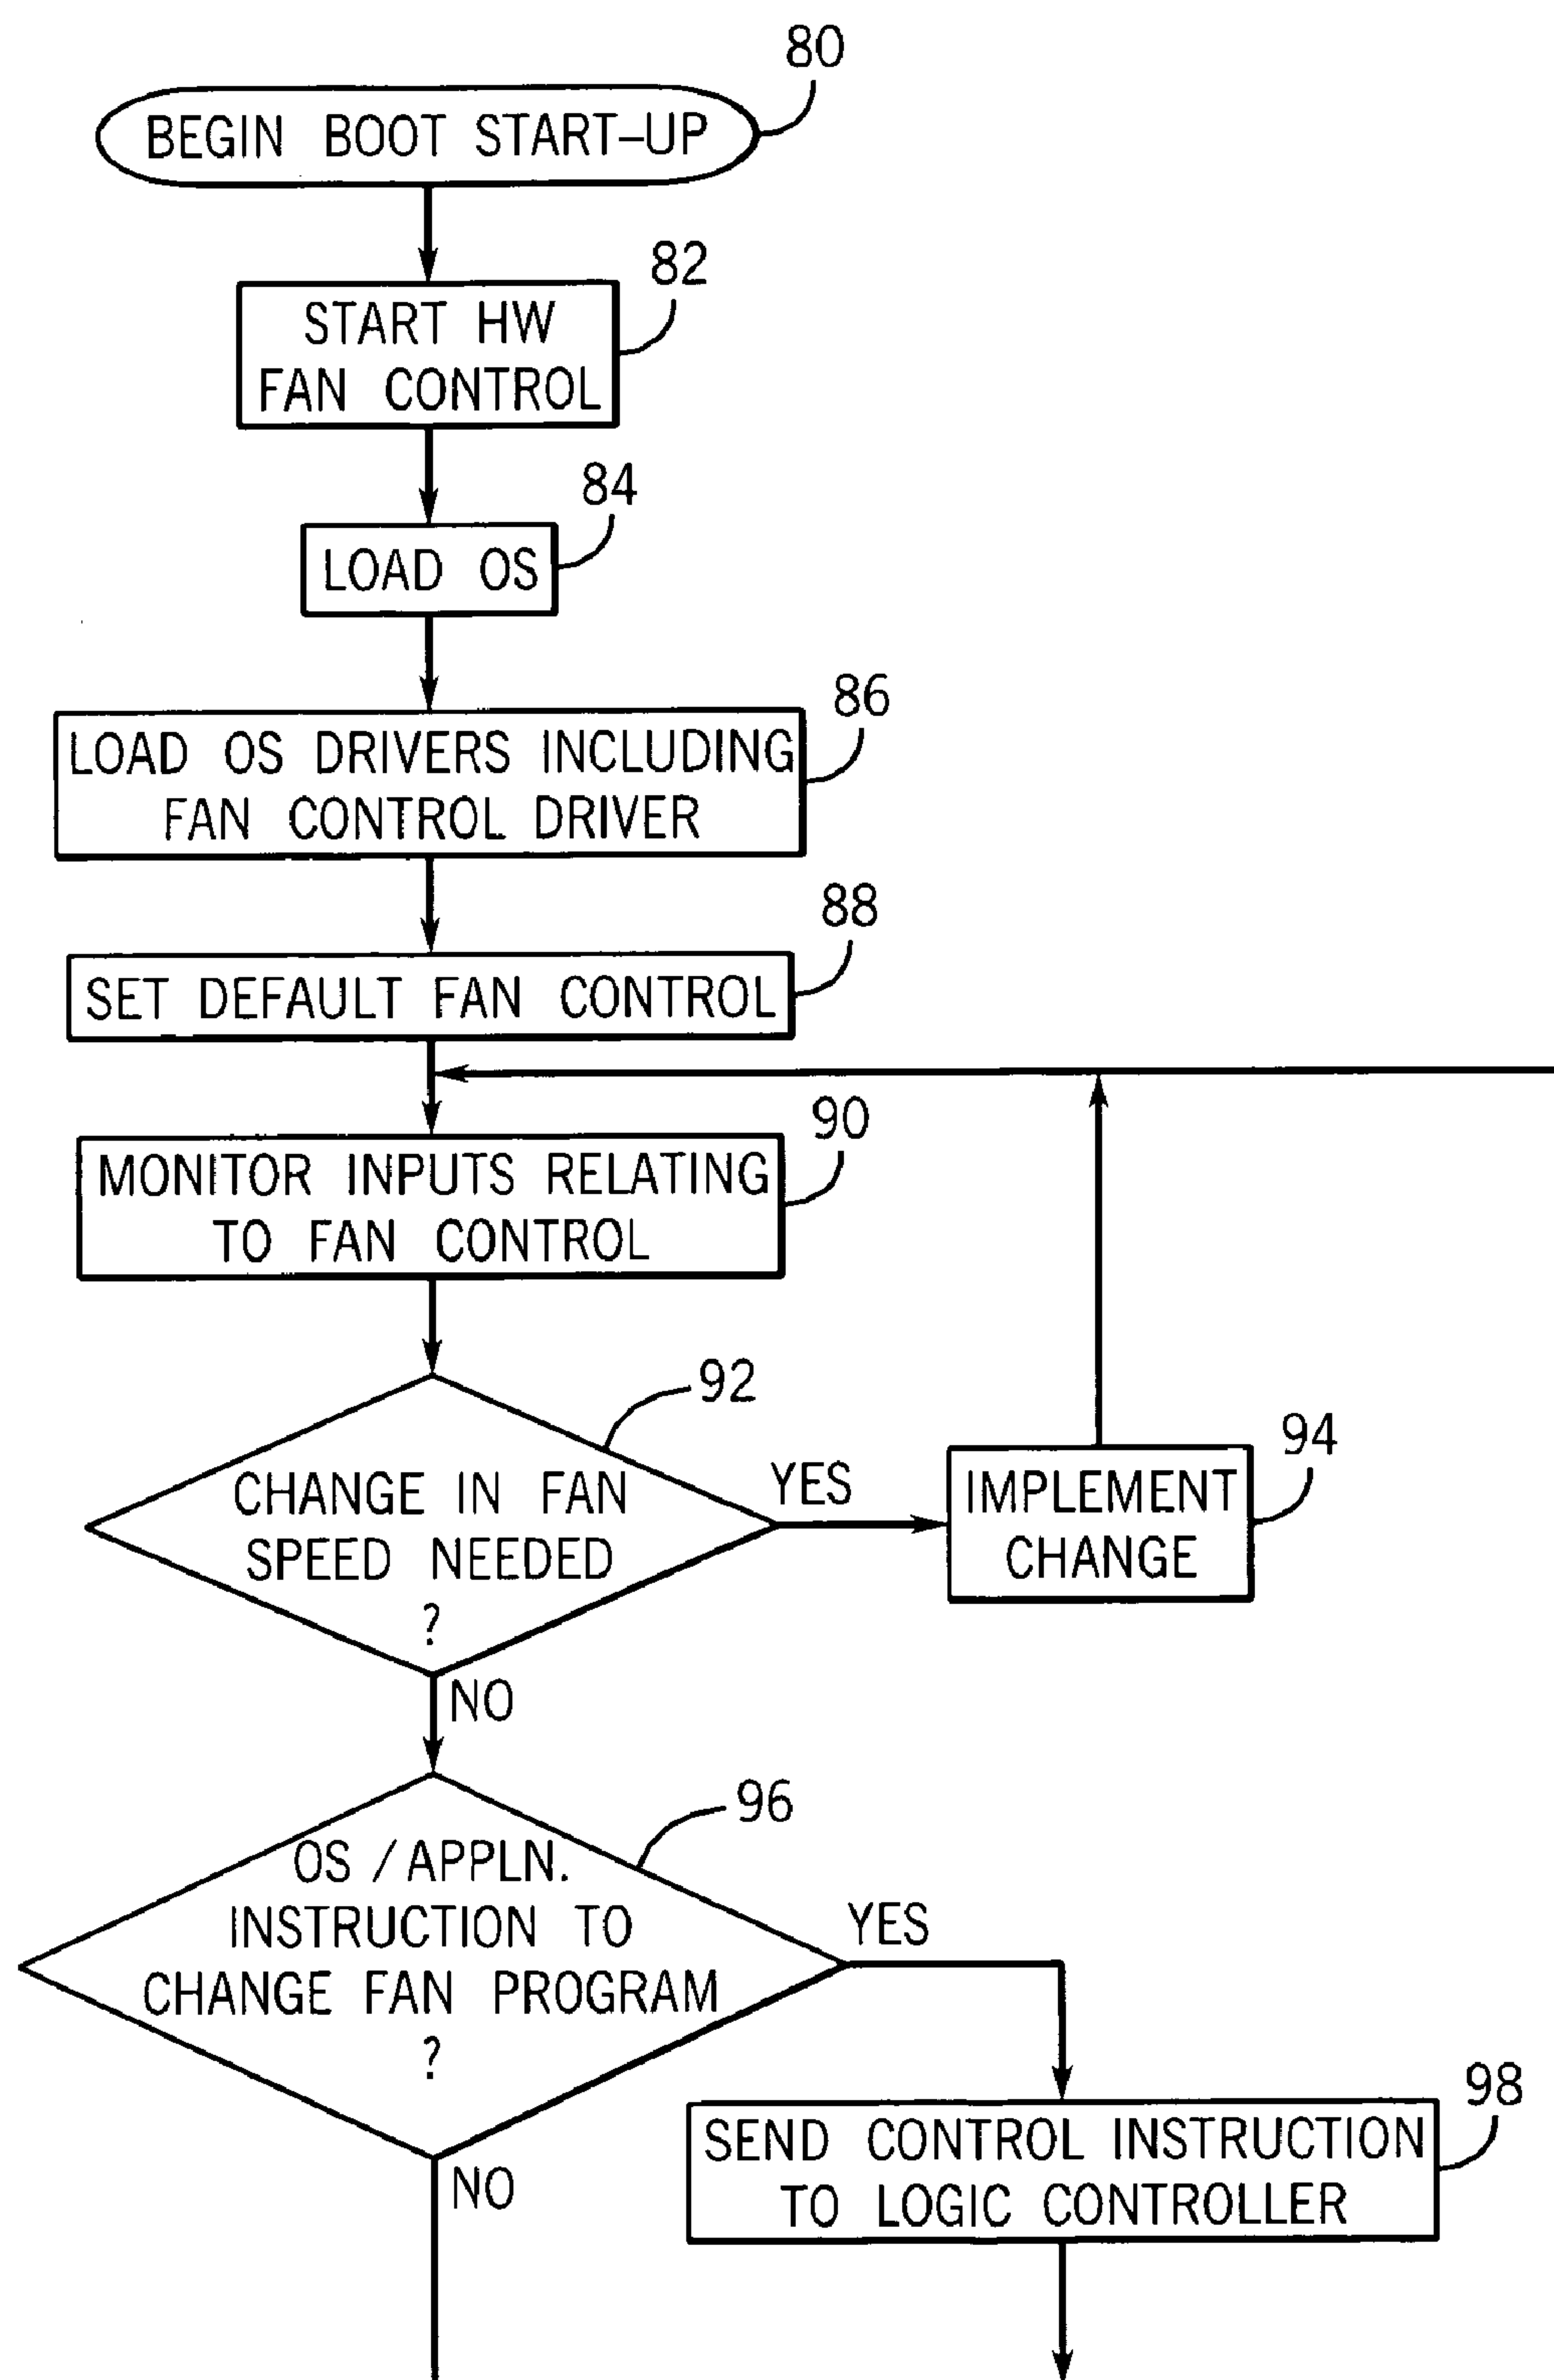 80
BEGIN BOOT START-UP
82
START HW
FAN CONTROL
84
LOAD OS
86
LOAD OS DRIVERS INCLUDING
FAN CONTROL DRIVER
88
SET DEFAULT FAN CONTROL
90
MONITOR INPUTS RELATING
TO FAN CONTROL
92
CHANGE IN FAN
SPEED NEEDED
?
YES
94
IMPLEMENT
CHANGE
NO
96
OS / APPLN.
INSTRUCTION TO
CHANGE FAN PROGRAM
?
YES
98
SEND CONTROL INSTRUCTION
TO LOGIC CONTROLLER
NO